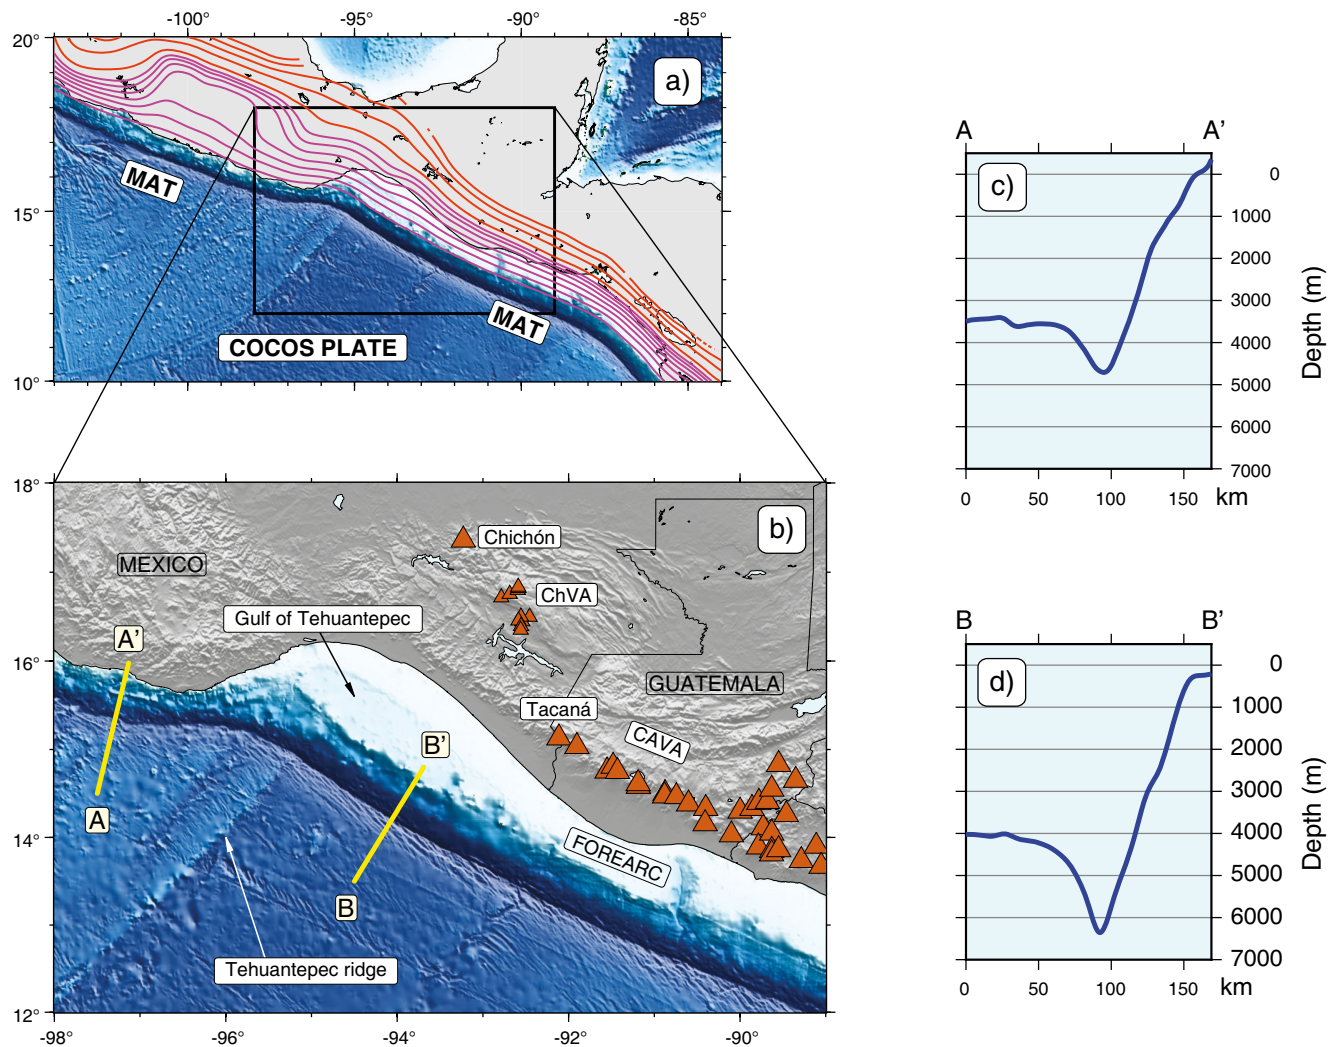 -100° -95° -90° -85°
20°
15°
10°
a)
MAT
MAT
COCOS PLATE
18°
16°
14°
12°
-98° -96° -94° -92° -90°
b)
Chichón
MEXICO
ChVA
Gulf of Tehuantepec
A'
GUATEMALA
Tacaná
CAVA
B'
A
FOREARC
B
Tehuantepec ridge
A A'
c)
0
1000
2000
3000
4000
5000
6000
7000
Depth (m)
0 50 100 150 km
B B'
d)
0
1000
2000
3000
4000
5000
6000
7000
Depth (m)
0 50 100 150 km